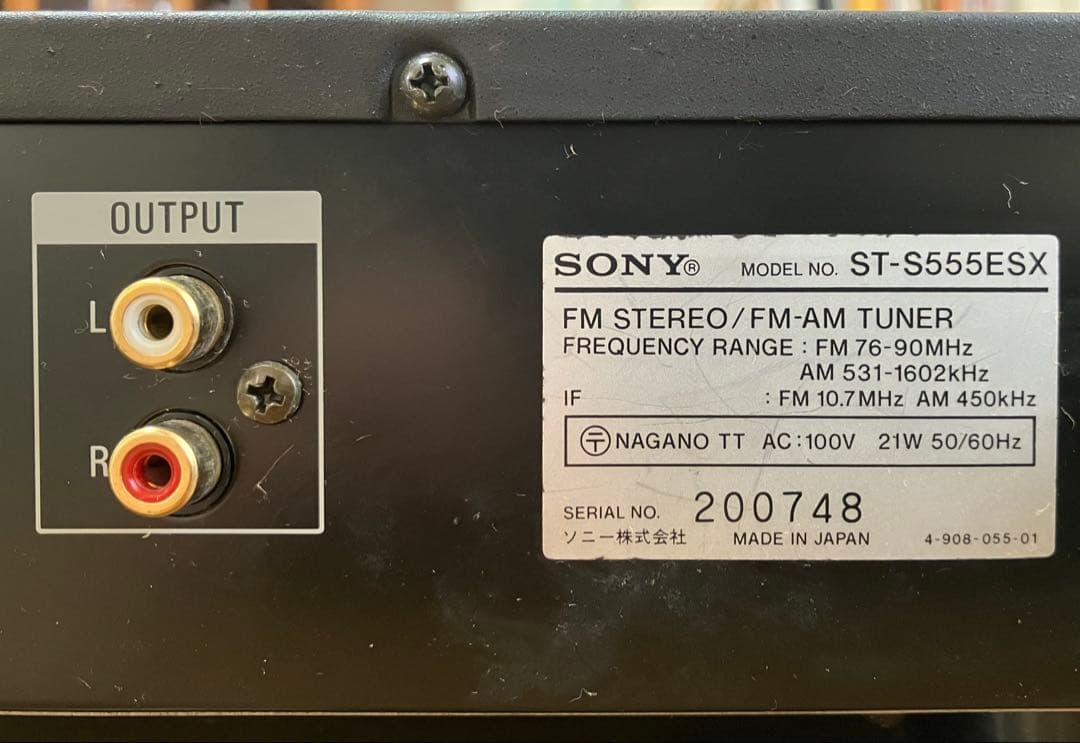 OUTPUT
L
R
SONY® MODEL NO. ST-S555ESX
FM STEREO/FM-AM TUNER
FREQUENCY RANGE : FM 76-90MHz
AM 531-1602kHz
IF : FM 10.7MHz AM 450kHz
〒 NAGANO TT AC:100V 21W 50/60Hz
SERIAL NO. 200748
ソニー株式会社 MADE IN JAPAN 4-908-055-01